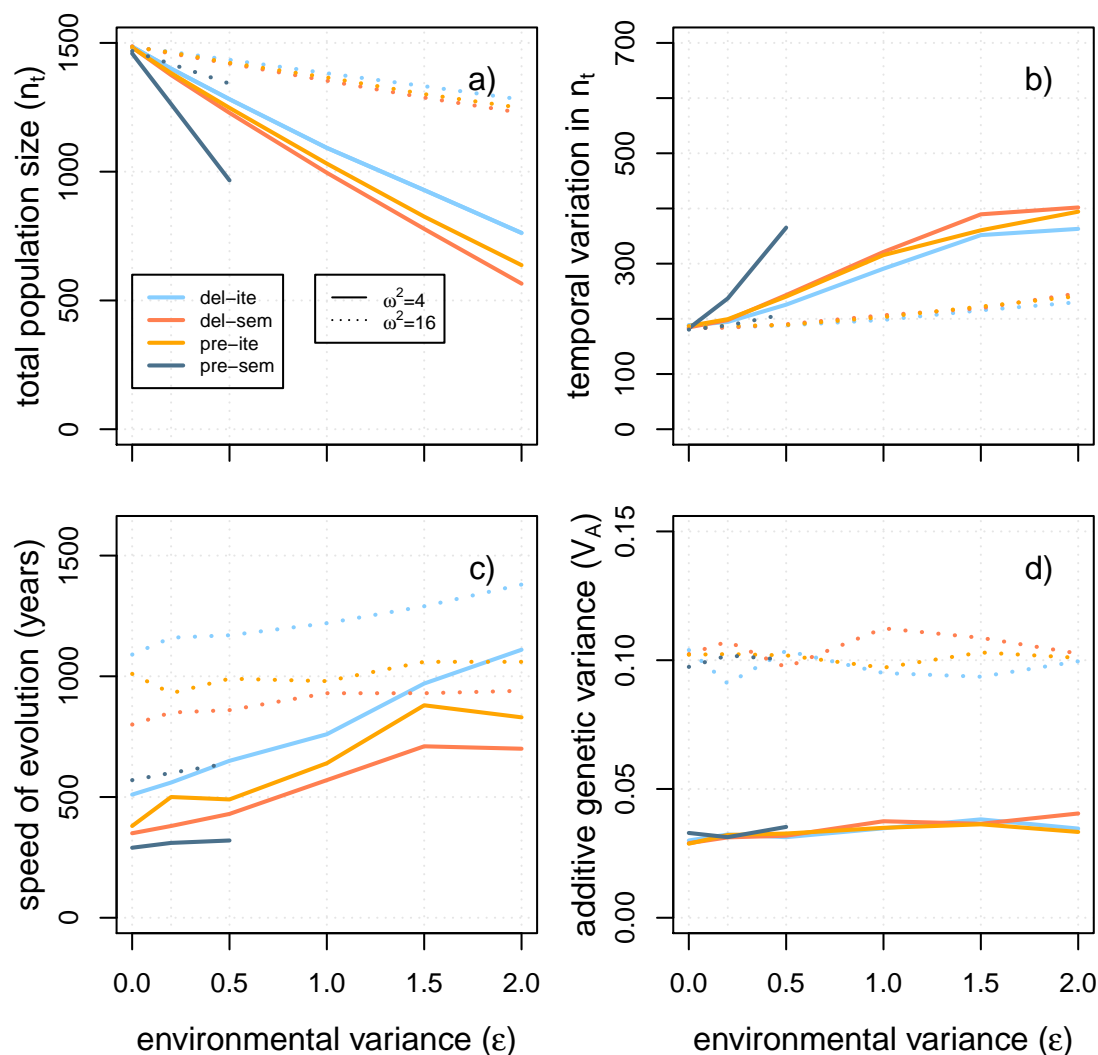 total population size (nₜ)
0
500
1000
1500
a)
del−ite
del−sem
pre−ite
pre−sem
ω²=4
ω²=16
temporal variation in nₜ
0
100
300
500
700
b)
speed of evolution (years)
0
500
1000
1500
c)
0.0
0.5
1.0
1.5
2.0
environmental variance (ε)
additive genetic variance (V_A)
0.00
0.05
0.10
0.15
d)
0.0
0.5
1.0
1.5
2.0
environmental variance (ε)